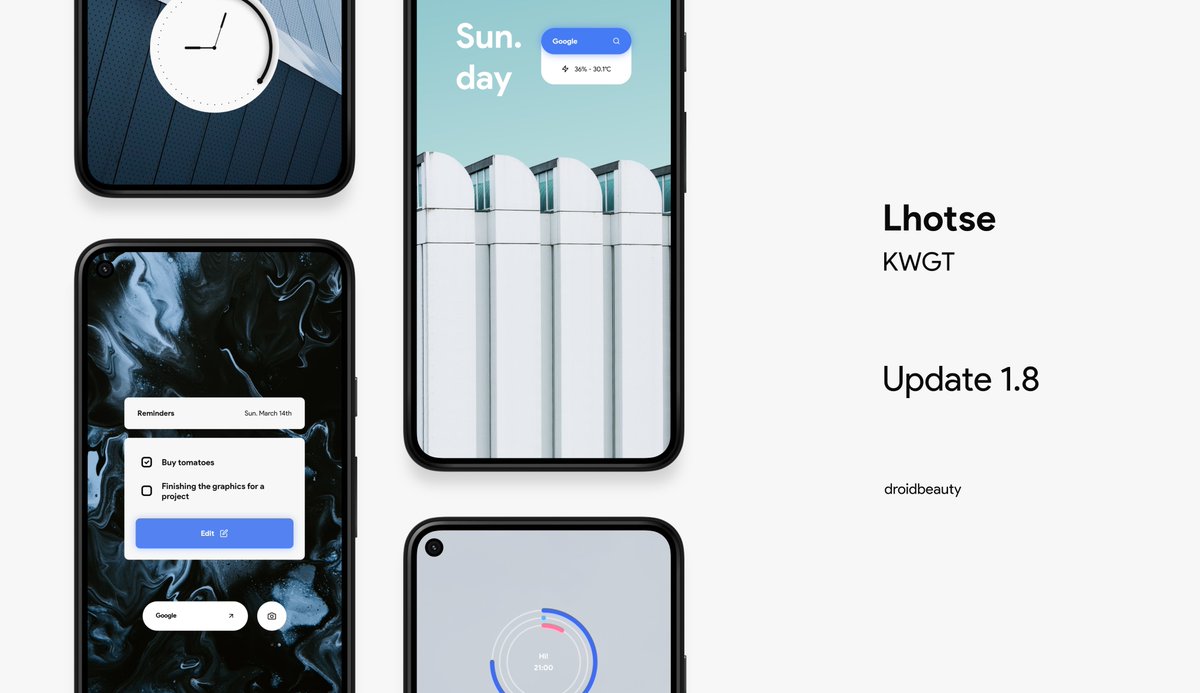 Sun.
day
Google
36% - 30.1°C
Reminders
Sun. March 14th
Buy tomatoes
Finishing the graphics for a
project
Edit
Google
Hi!
21:00
Lhotse
KWGT
Update 1.8
droidbeauty